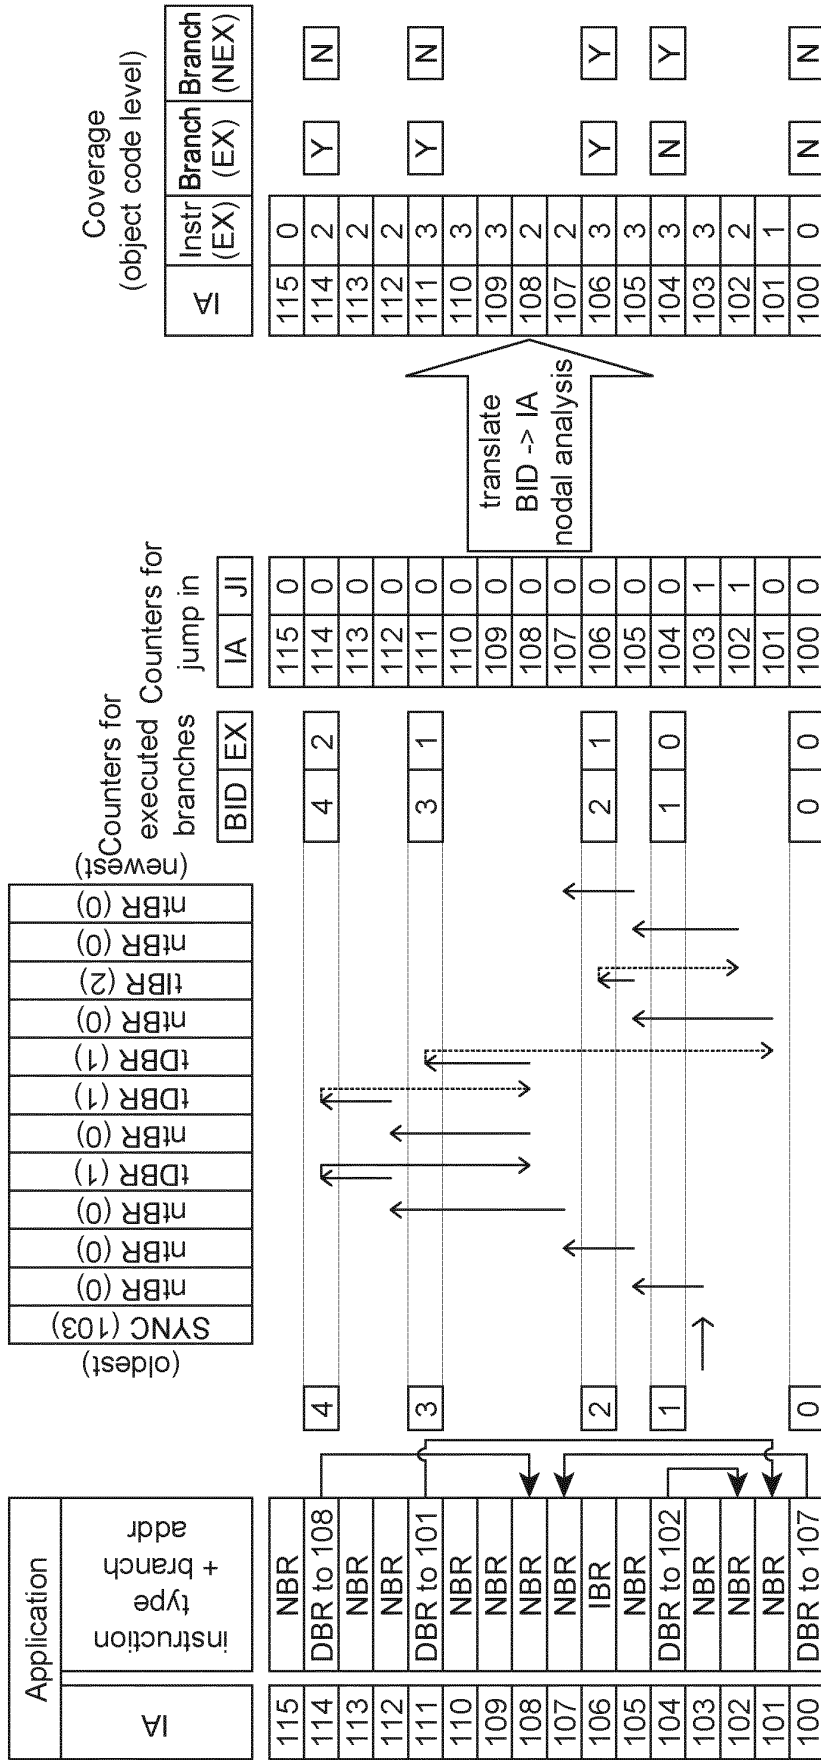 Application
IA
instruction
type
+ branch
addr
115 NBR
114 DBR to 108
113 NBR
112 NBR
111 DBR to 101
110 NBR
109 NBR
108 NBR
107 NBR
106 IBR
105 NBR
104 DBR to 102
103 NBR
102 NBR
101 NBR
100 DBR to 107
4
3
2
1
0
(oldest)
SYNC (103)
ntBR (0)
ntBR (0)
ntBR (0)
tDBR (1)
ntBR (0)
tDBR (1)
tDBR (1)
ntBR (0)
tIBR (2)
ntBR (0)
ntBR (0)
(newest)
Counters for
executed
branches
BID EX
4 2
3 1
2 1
1 0
0 0
Counters for
jump in
IA JI
115 0
114 0
113 0
112 0
111 0
110 0
109 0
108 0
107 0
106 0
105 0
104 0
103 1
102 1
101 0
100 0
translate
BID -> IA
nodal analysis
Coverage
(object code level)
IA Instr Branch Branch
(EX) (EX) (NEX)
115 0
114 2 Y N
113 2
112 2
111 3 Y N
110 3
109 3
108 2
107 2
106 3 Y Y
105 3
104 3 N Y
103 3
102 2
101 1
100 0 N N